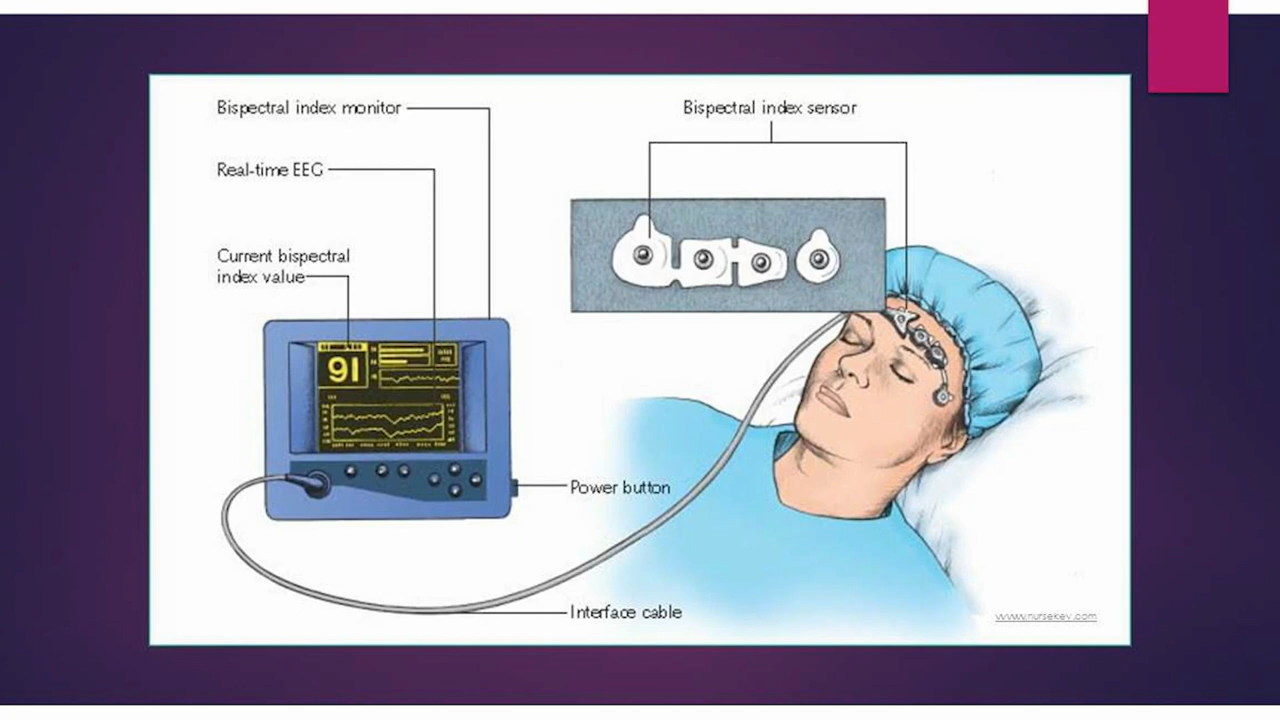 Bispectral index monitor
Bispectral index sensor
Real-time EEG
Current bispectral
index value
91
Power button
Interface cable
www.nursekey.com